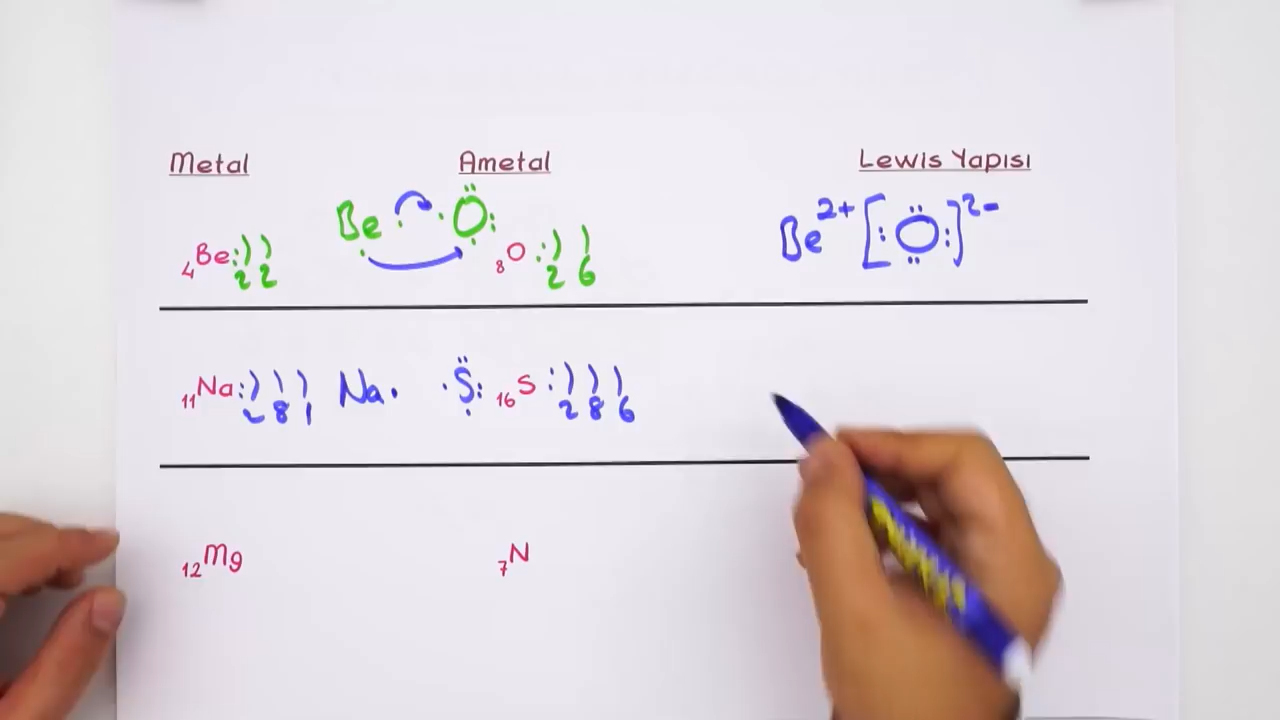 Metal Ametal Lewis Yapısı
Be Ö: Be²⁺ [:Ö:]²⁻
₄Be:))  ₈O:))
2 2 2 6
₁₁Na:))) Na· ·S̈: ₁₆S:)))
2 8 1 2 8 6
₁₂Mg ₇N